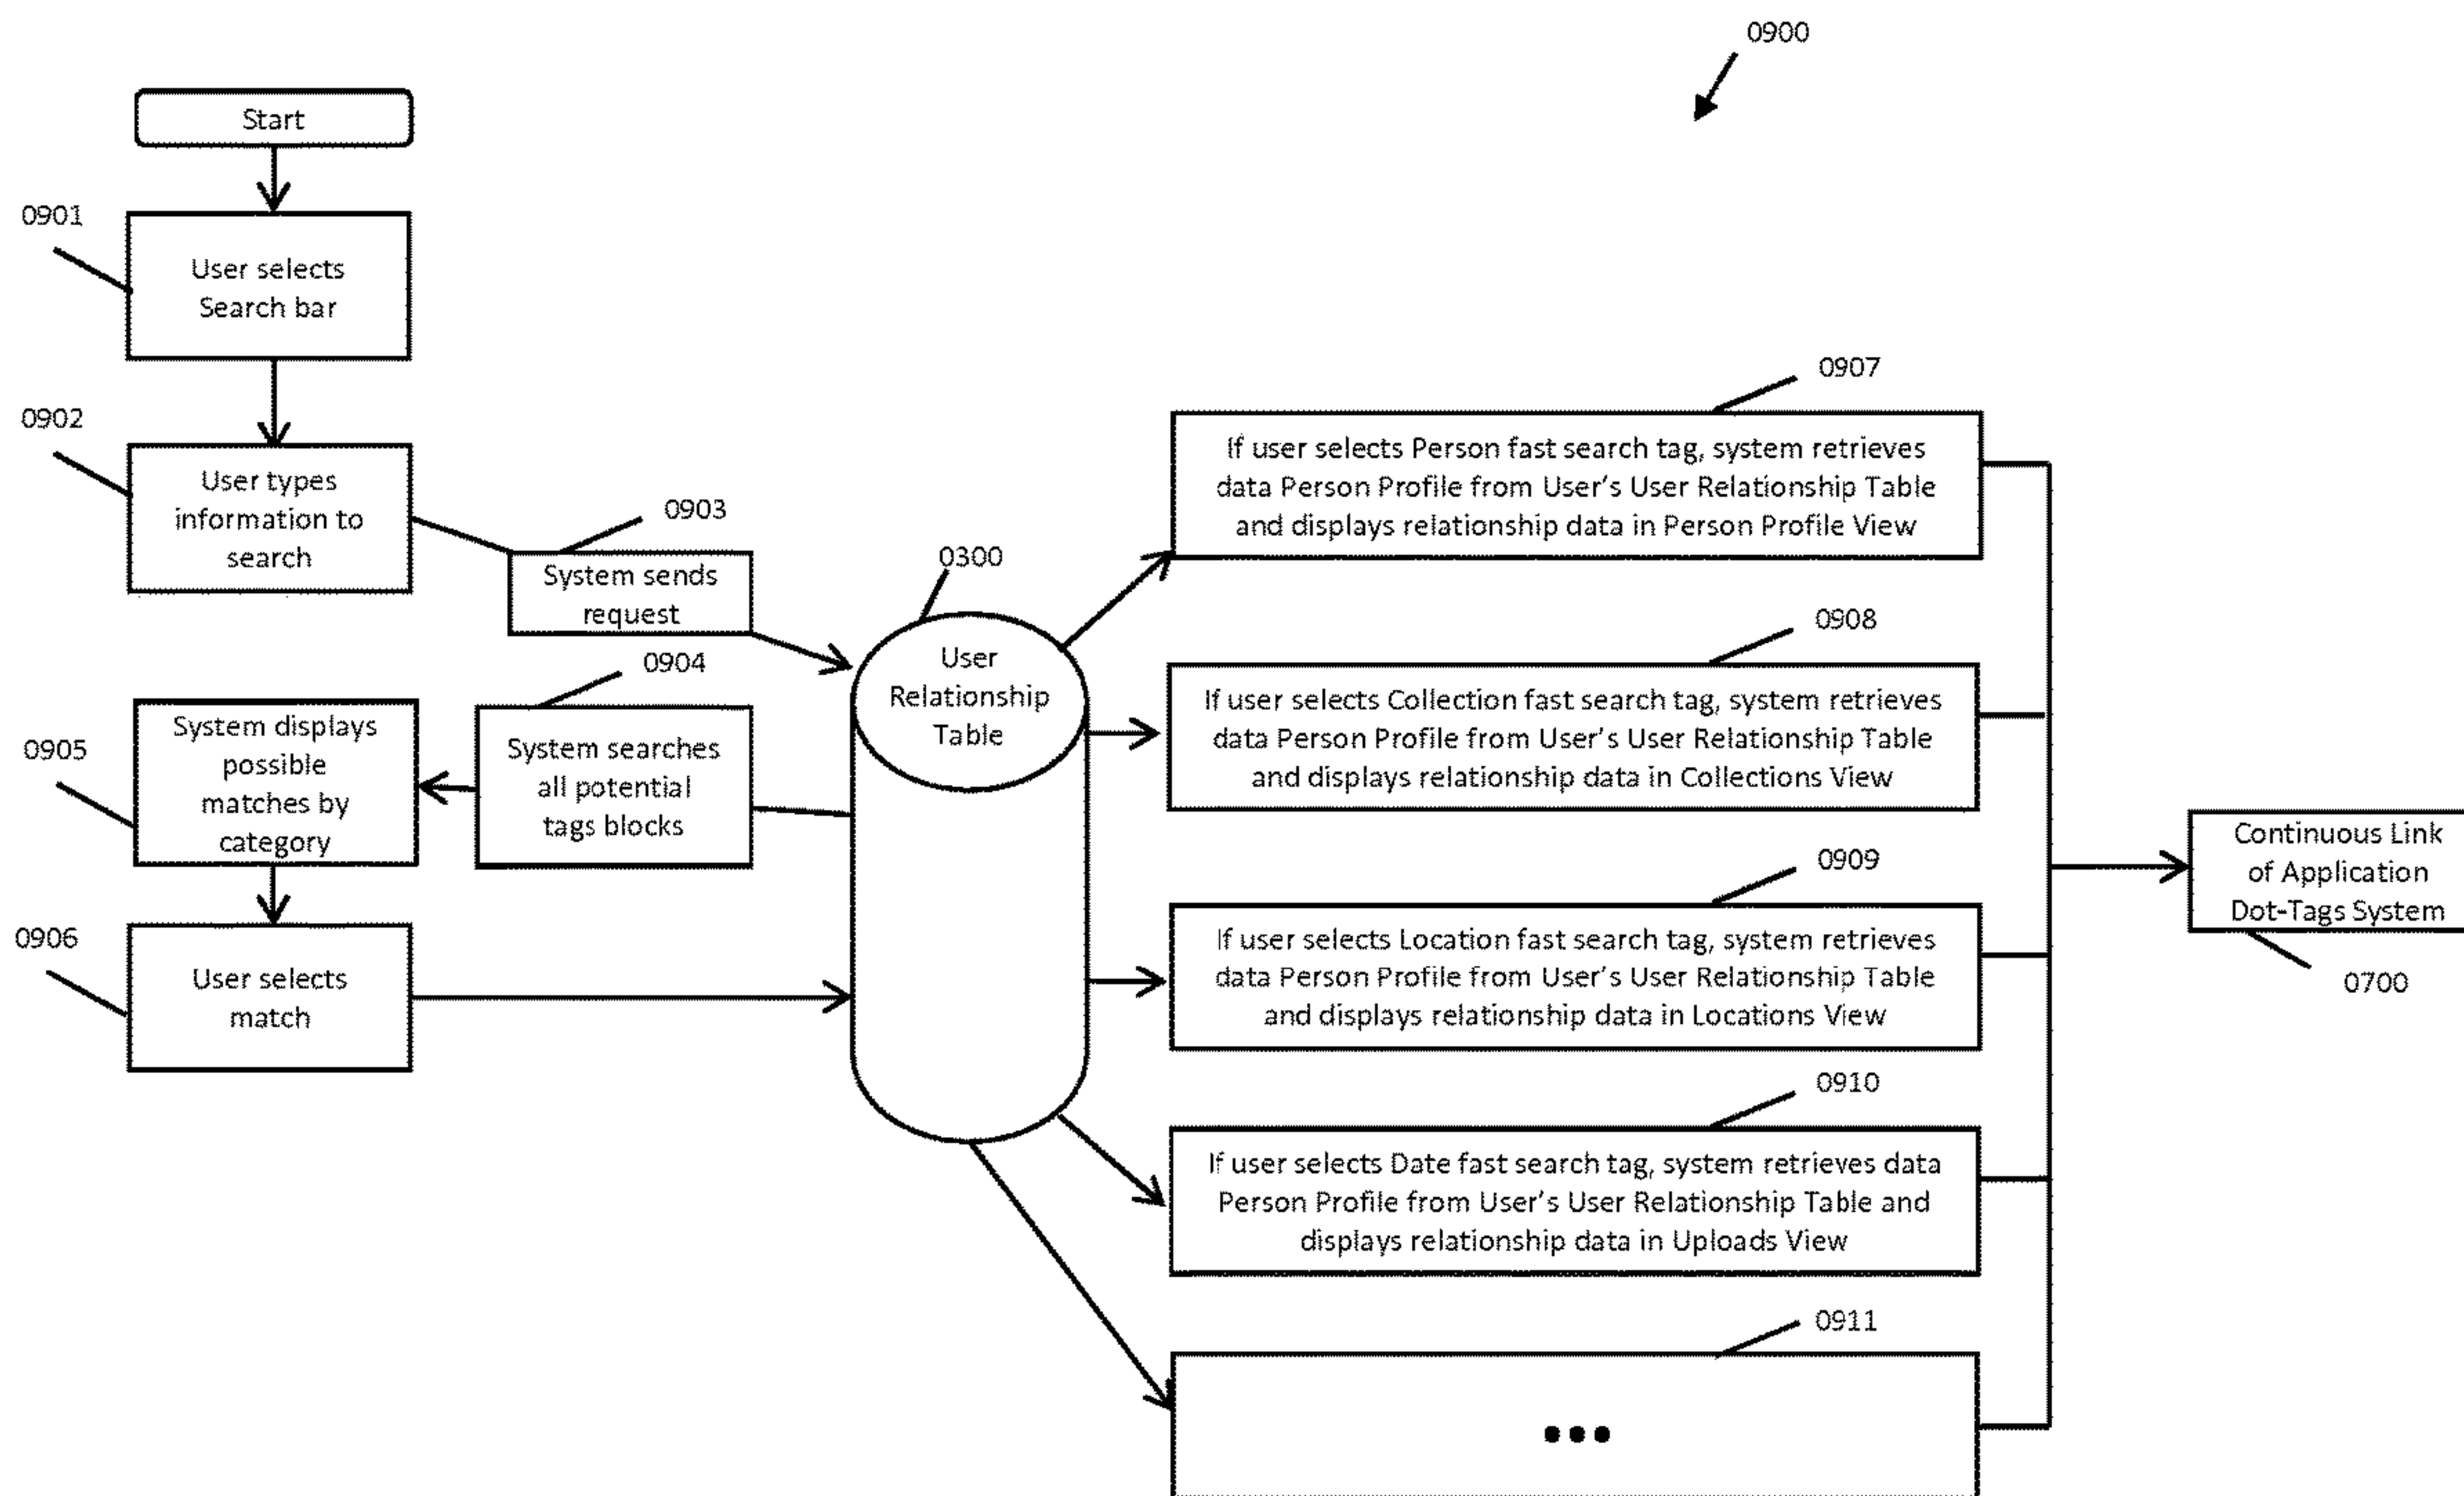 0900
Start
0901
User selects
Search bar
0902
User types
information to
search
0903
System sends
request
0300
User
Relationship
Table
0904
System searches
all potential
tags blocks
0905
System displays
possible
matches by
category
0906
User selects
match
0907
If user selects Person fast search tag, system retrieves
data Person Profile from User's User Relationship Table
and displays relationship data in Person Profile View
0908
If user selects Collection fast search tag, system retrieves
data Person Profile from User's User Relationship Table
and displays relationship data in Collections View
0909
If user selects Location fast search tag, system retrieves
data Person Profile from User's User Relationship Table
and displays relationship data in Locations View
0910
If user selects Date fast search tag, system retrieves data
Person Profile from User's User Relationship Table and
displays relationship data in Uploads View
0911
•••
Continuous Link
of Application
Dot-Tags System
0700